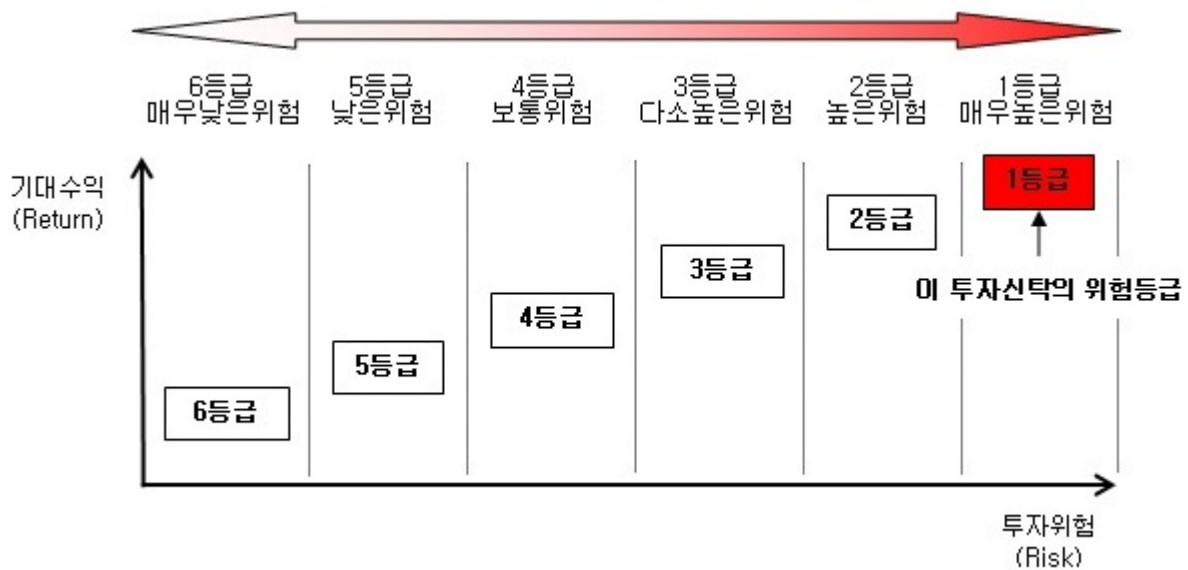 6등급
매우낮은위험
5등급
낮은위험
4등급
보통위험
3등급
다소높은위험
2등급
높은위험
1등급
매우높은위험
기대수익
(Return)
1등급
2등급
이 투자신탁의 위험등급
3등급
4등급
5등급
6등급
투자위험
(Risk)